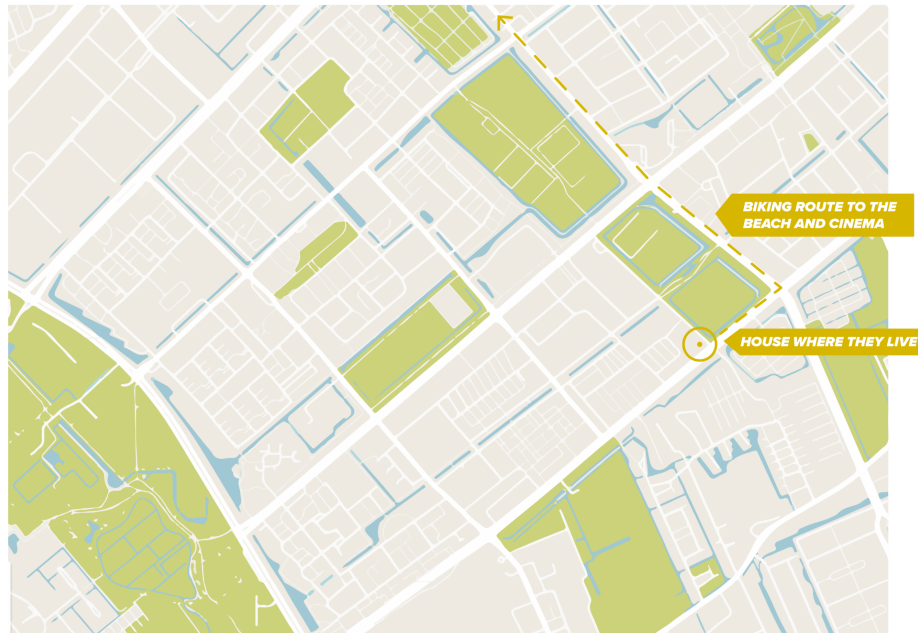 BIKING ROUTE TO THE
BEACH AND CINEMA
HOUSE WHERE THEY LIVE